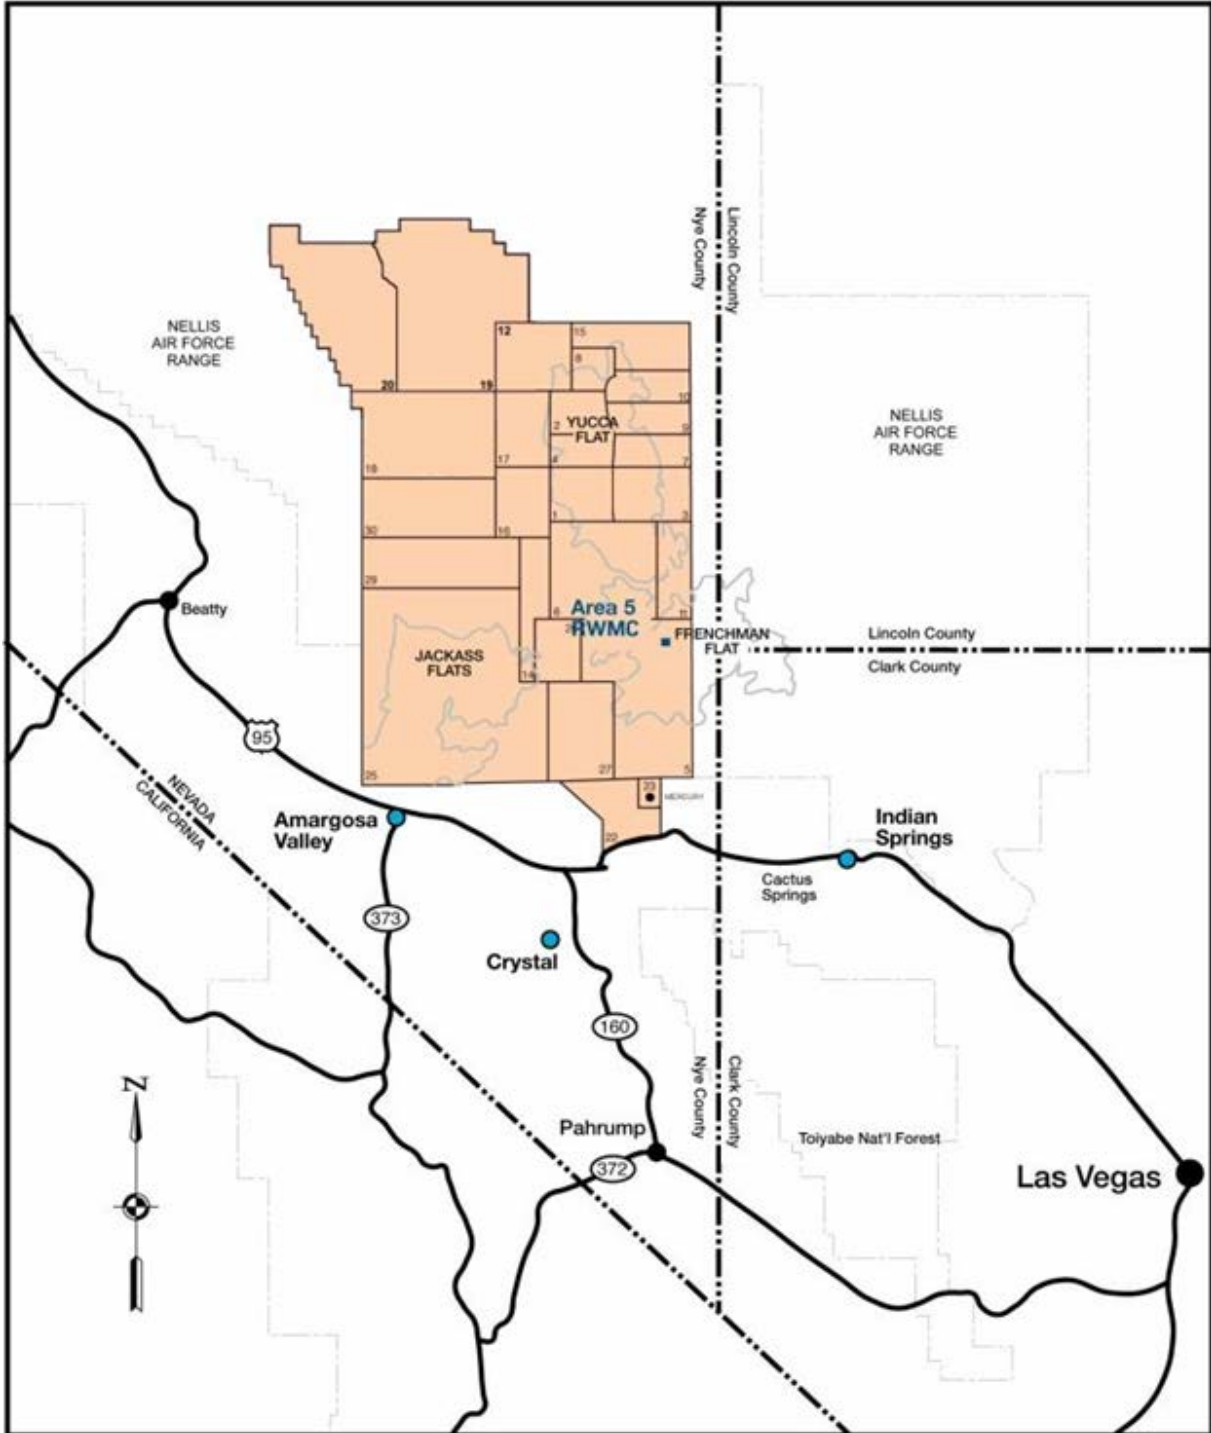 Lincoln County
Nye County
NELLIS
AIR FORCE
RANGE
12
15
8
20
19
10
NELLIS
AIR FORCE
RANGE
2
YUCCA
FLAT
9
17
4
7
18
1
3
30
16
29
Beatty
6
11
Area 5
RWMC
FRENCHMAN
FLAT
Lincoln County
Clark County
JACKASS
FLATS
14
95
25
27
5
NEVADA
CALIFORNIA
23
MERCURY
Amargosa
Valley
22
Indian
Springs
Cactus
Springs
373
Crystal
160
Clark County
Nye County
N
Pahrump
372
Toiyabe Nat'l Forest
Las Vegas